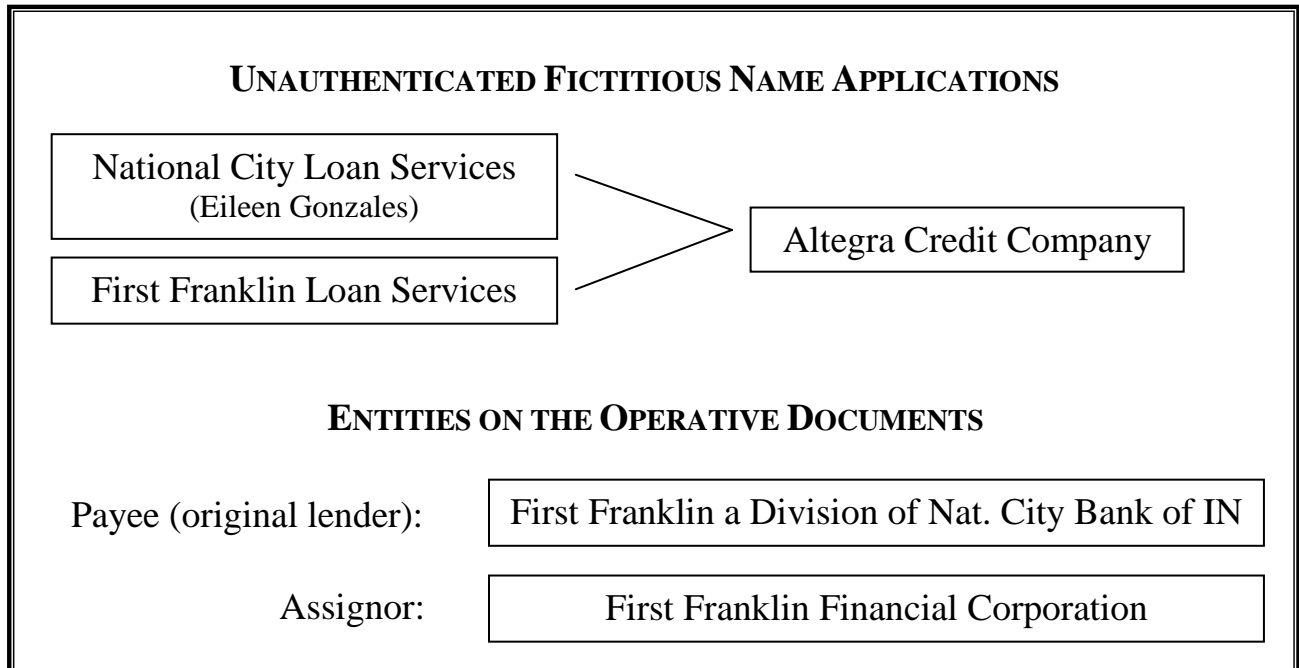 UNAUTHENTICATED FICTITIOUS NAME APPLICATIONS
National City Loan Services
(Eileen Gonzales)
Altegra Credit Company
First Franklin Loan Services
ENTITIES ON THE OPERATIVE DOCUMENTS
Payee (original lender):
First Franklin a Division of Nat. City Bank of IN
Assignor:
First Franklin Financial Corporation